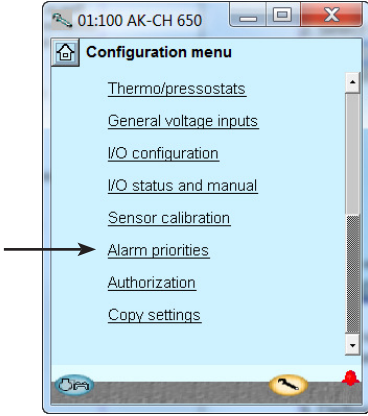 01:100 AK-CH 650
Configuration menu
Thermo/pressostats
General voltage inputs
I/O configuration
I/O status and manual
Sensor calibration
Alarm priorities
Authorization
Copy settings